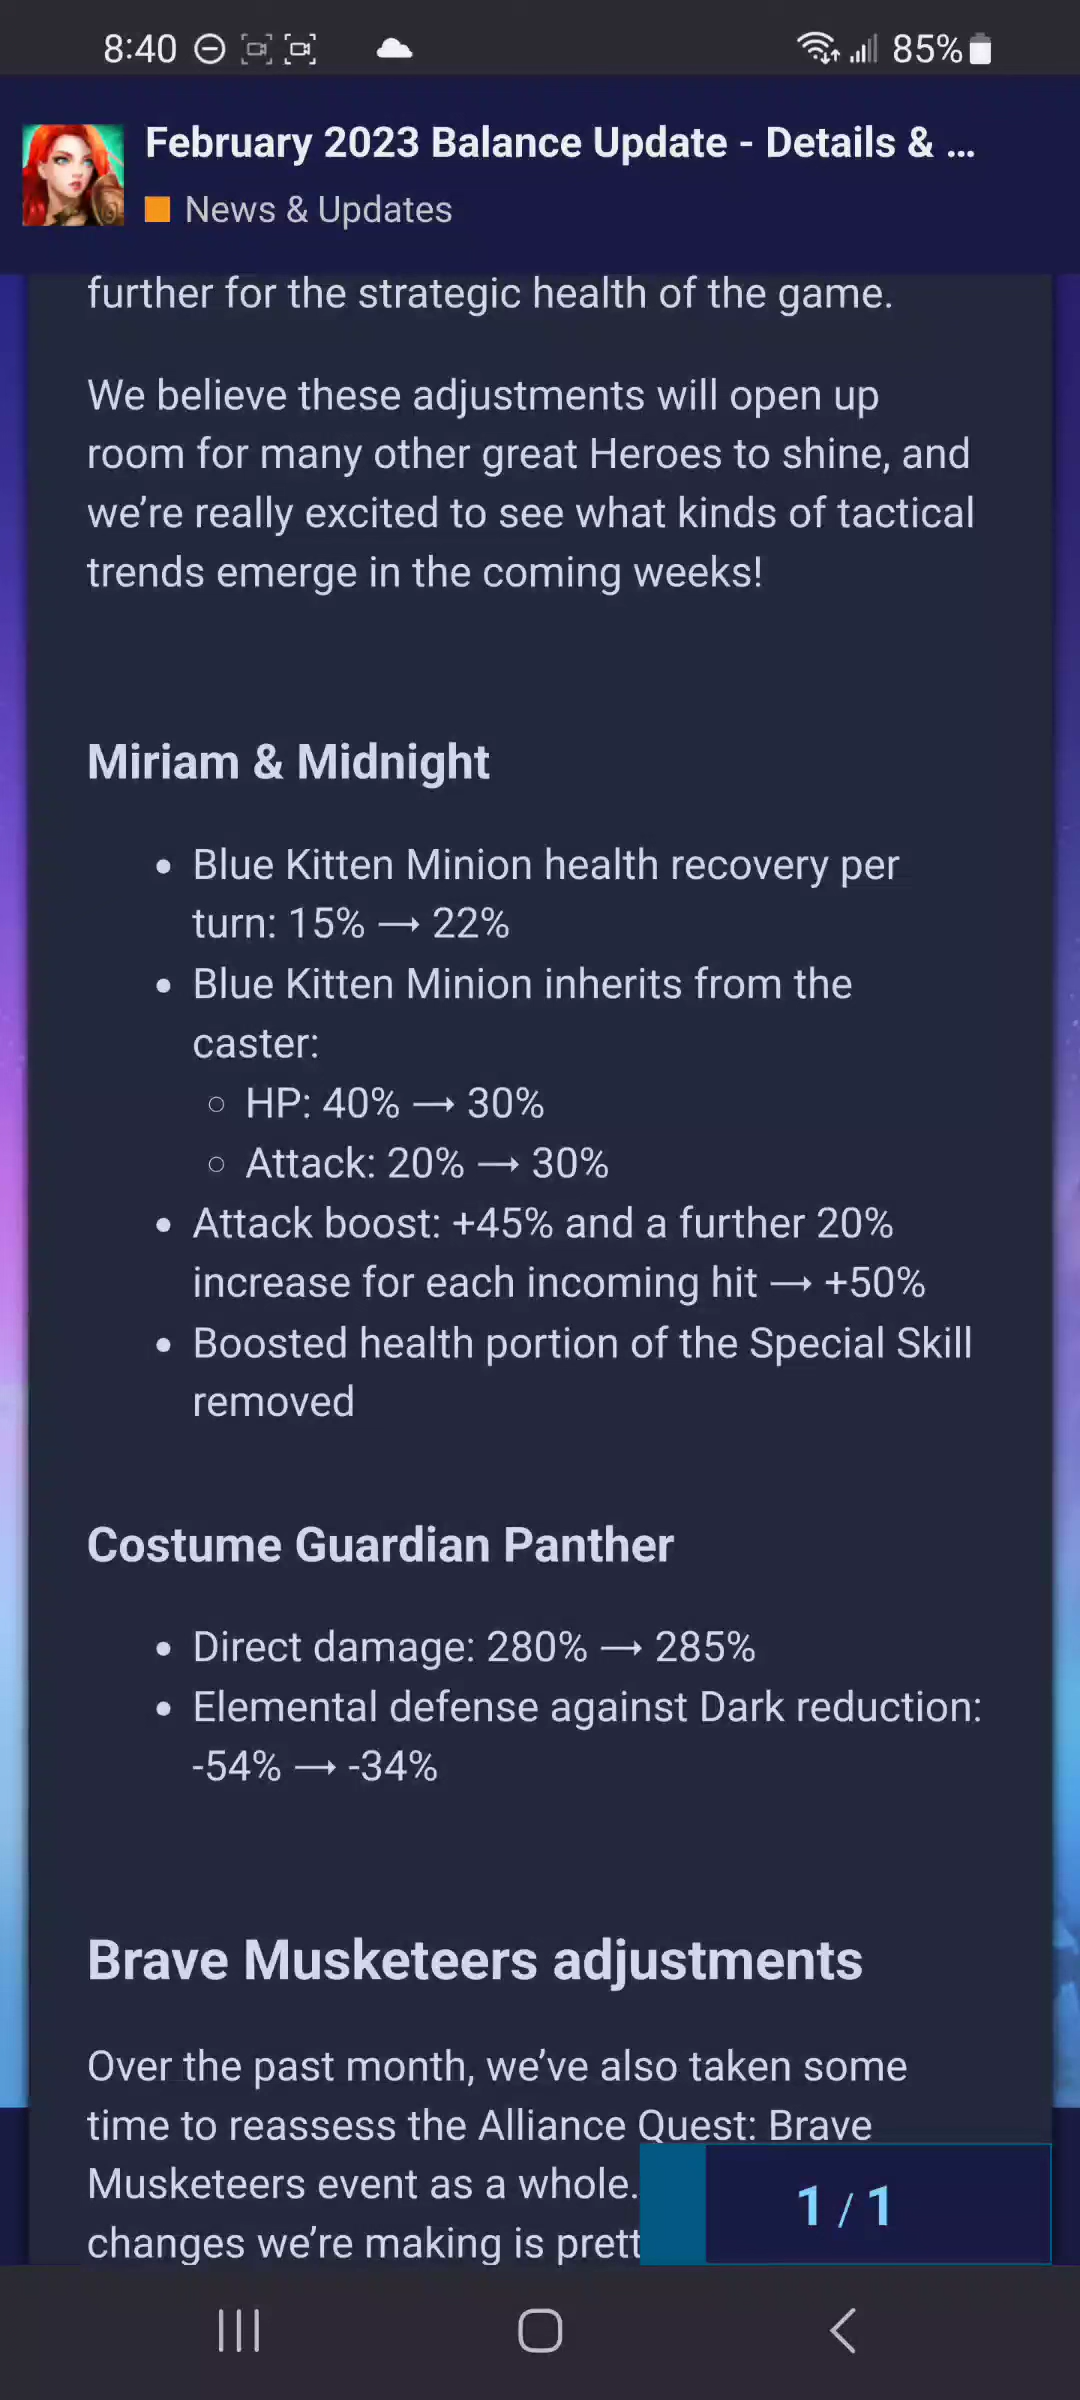 8:40
85%
February 2023 Balance Update - Details & ...
News & Updates
further for the strategic health of the game.
We believe these adjustments will open up
room for many other great Heroes to shine, and
we’re really excited to see what kinds of tactical
trends emerge in the coming weeks!
Miriam & Midnight
• Blue Kitten Minion health recovery per
turn: 15% → 22%
• Blue Kitten Minion inherits from the
caster:
○ HP: 40% → 30%
○ Attack: 20% → 30%
• Attack boost: +45% and a further 20%
increase for each incoming hit → +50%
• Boosted health portion of the Special Skill
removed
Costume Guardian Panther
• Direct damage: 280% → 285%
• Elemental defense against Dark reduction:
-54% → -34%
Brave Musketeers adjustments
Over the past month, we’ve also taken some
time to reassess the Alliance Quest: Brave
Musketeers event as a whole.
changes we’re making is prett
1 / 1